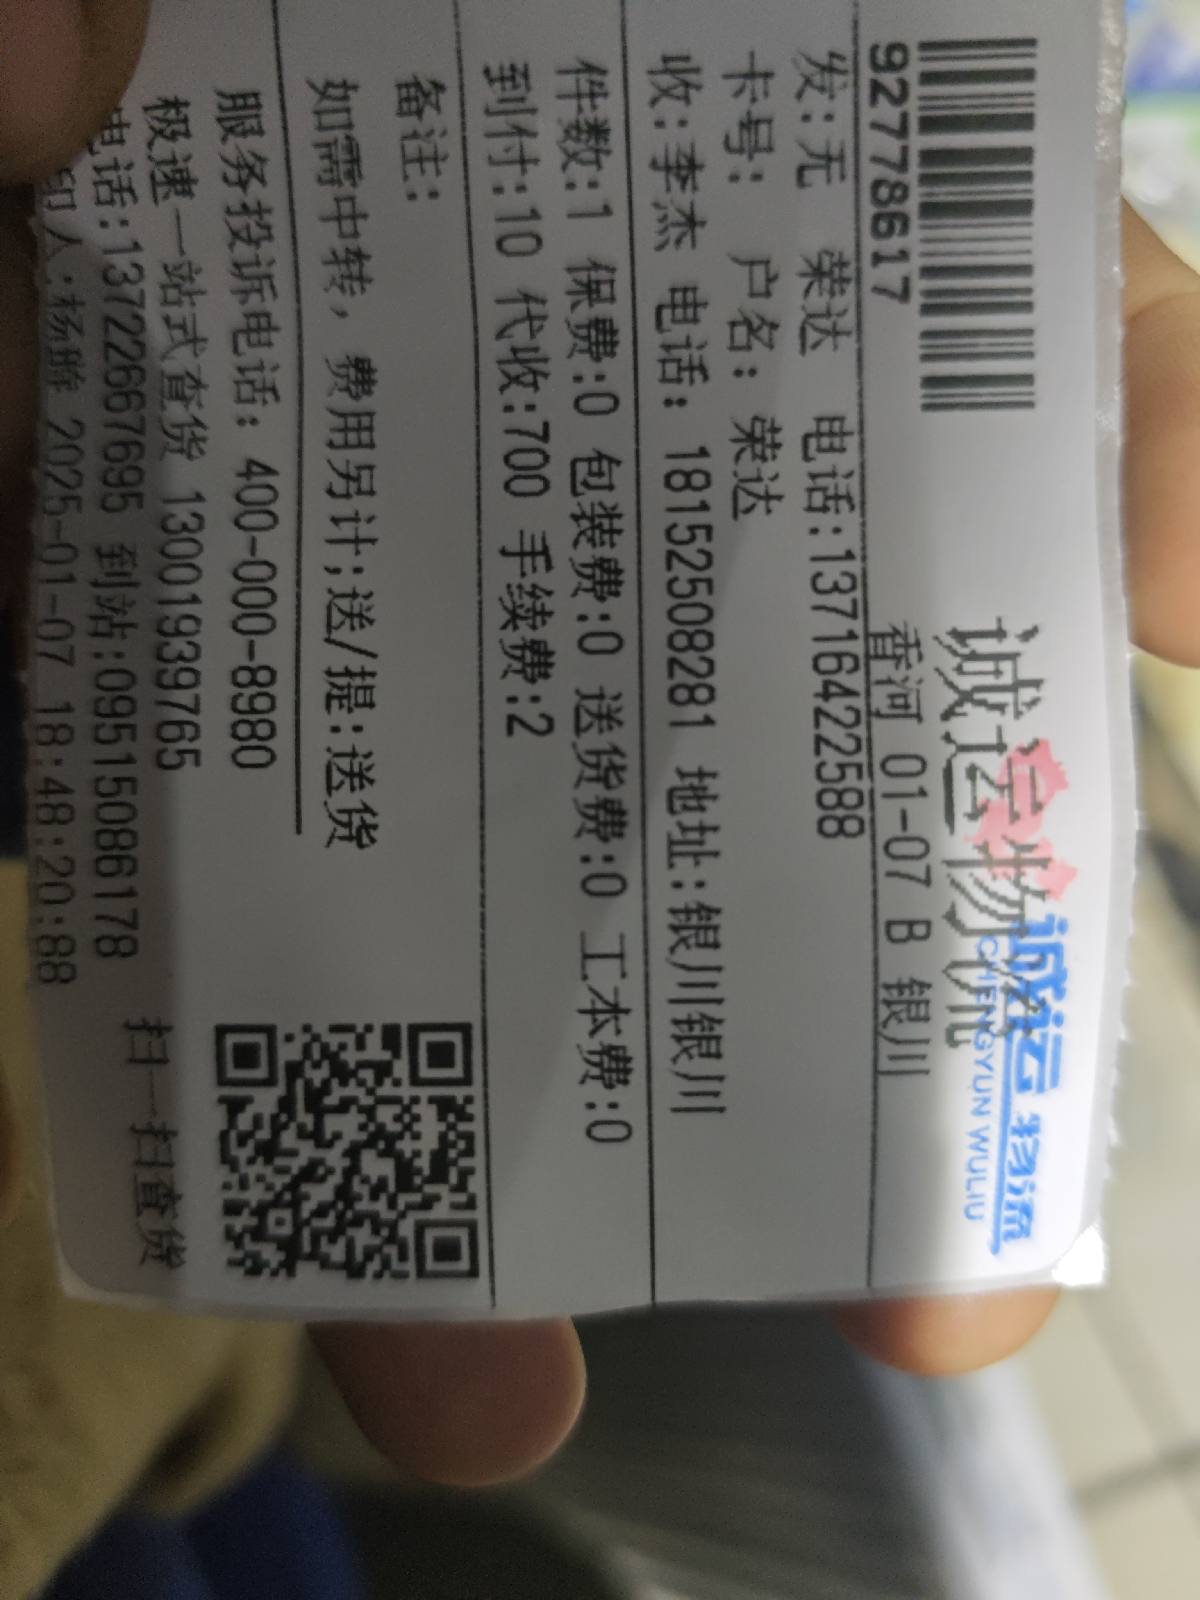 诚运物流
诚运物流
CHENGYUN WULIU
92778617
香河 01-07 B 银川
发:无 荣达 电话:13716422588
卡号: 户名: 荣达
收:李杰 电话: 18152508281 地址:银川银川
件数:1 保费:0 包装费:0 送货费:0 工本费:0
到付:10 代收:700 手续费:2
备注:
如需中转, 费用另计;送/提:送货
服务投诉电话: 400-000-8980
极速一站式查货 13001939765
电话:13722667695 到站:09515086178
印人:杨 2025-01-07 18:48:20:88
扫一扫查货